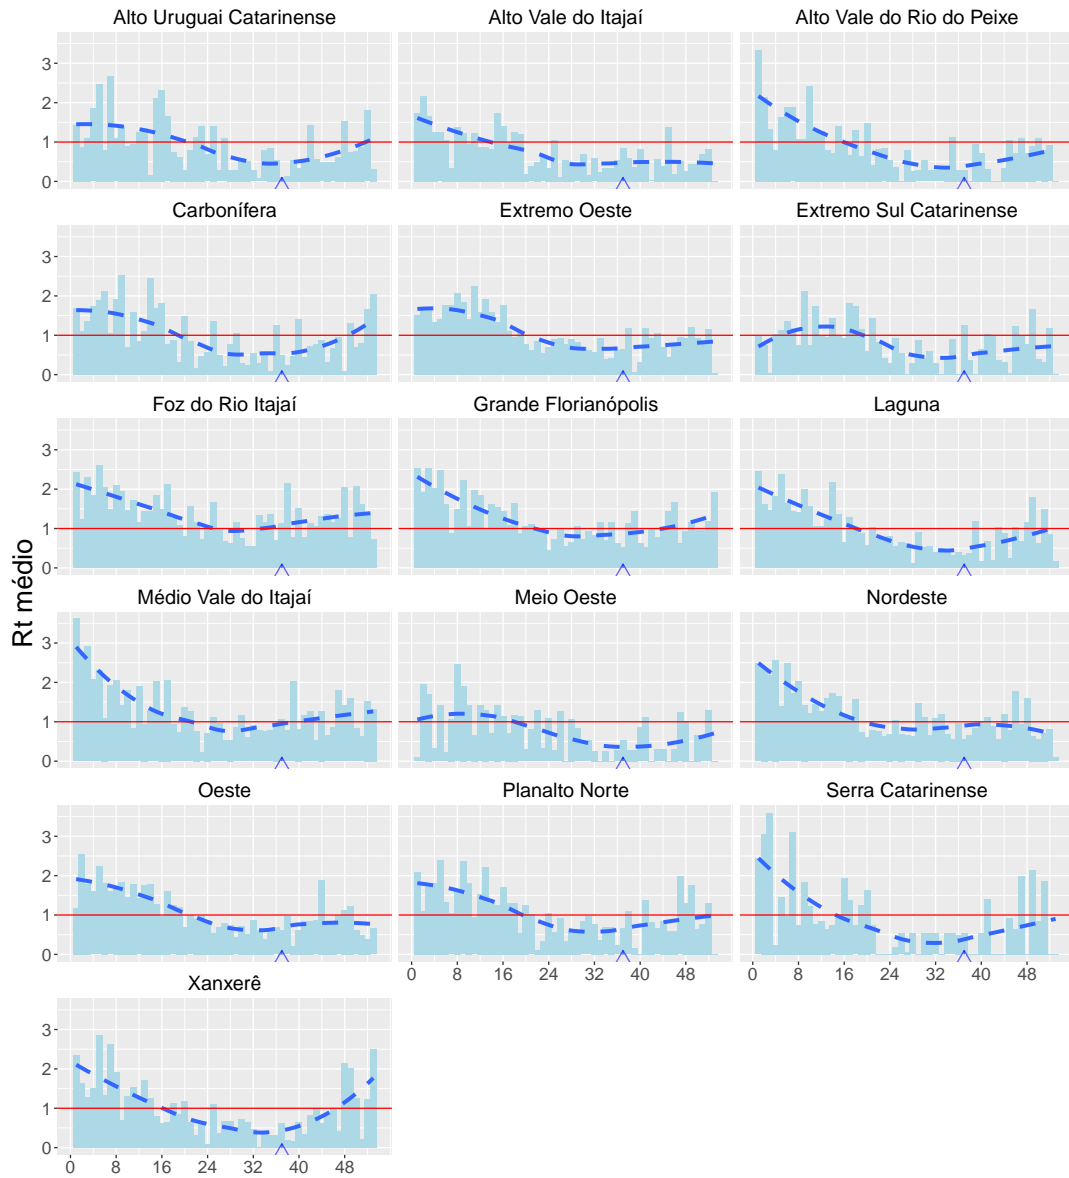 Alto Uruguai Catarinense Alto Vale do Itajaí Alto Vale do Rio do Peixe
3
2
1
0
Carbonífera Extremo Oeste Extremo Sul Catarinense
3
2
1
0
Foz do Rio Itajaí Grande Florianópolis Laguna
3
2
1
0
Rt médio
Médio Vale do Itajaí Meio Oeste Nordeste
3
2
1
0
Oeste Planalto Norte Serra Catarinense
3
2
1
0
0 8 16 24 32 40 48 0 8 16 24 32 40 48
Xanxerê
3
2
1
0
0 8 16 24 32 40 48